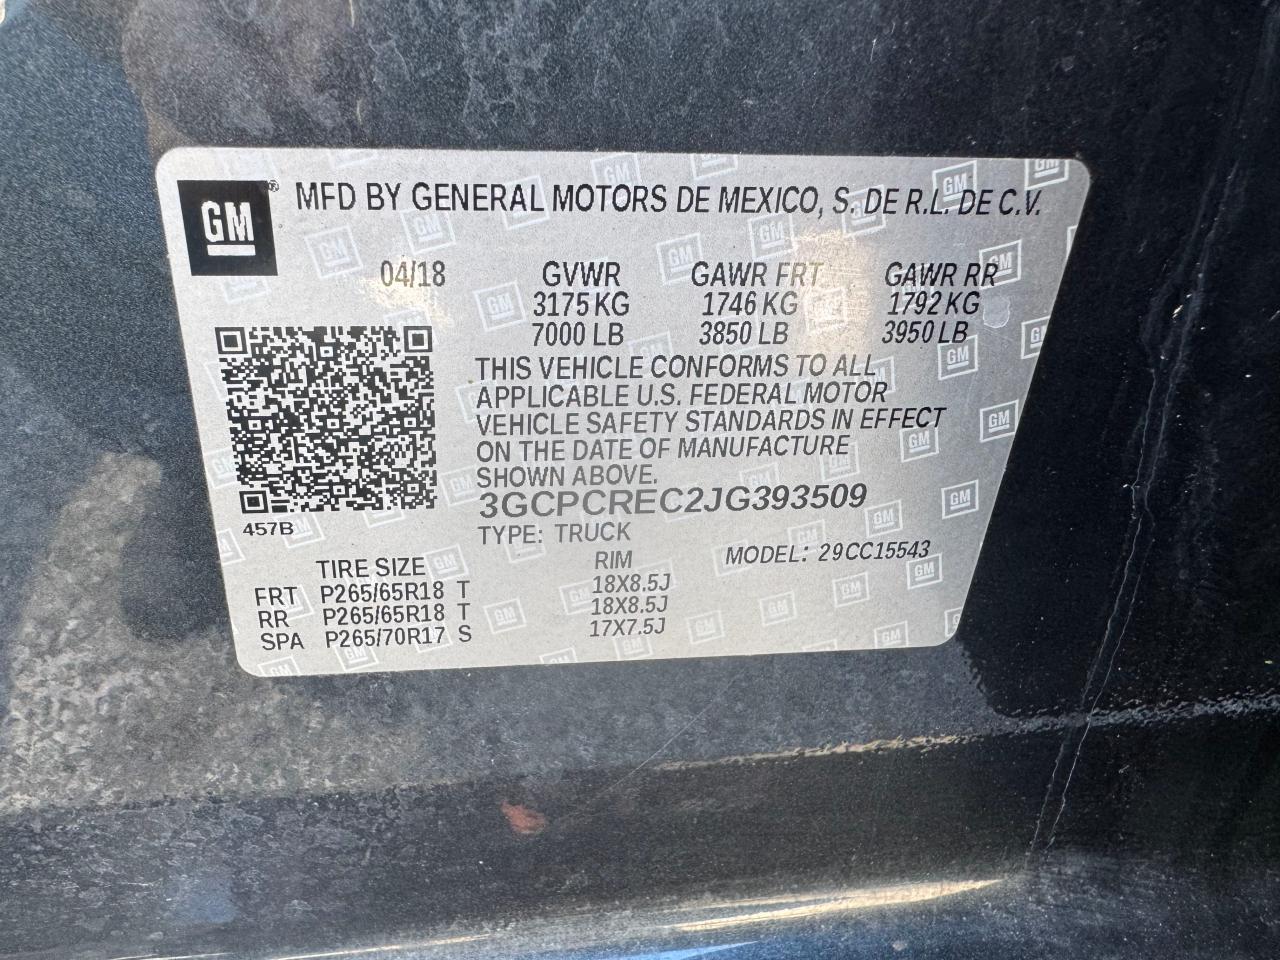 GM ® MFD BY GENERAL MOTORS DE MEXICO, S. DE R.L. DE C.V.
04/18 GVWR GAWR FRT GAWR RR
3175 KG 1746 KG 1792 KG
7000 LB 3850 LB 3950 LB
THIS VEHICLE CONFORMS TO ALL
APPLICABLE U.S. FEDERAL MOTOR
VEHICLE SAFETY STANDARDS IN EFFECT
ON THE DATE OF MANUFACTURE
SHOWN ABOVE.
3GCPCREC2JG393509
457B TYPE: TRUCK
MODEL: 29CC15543
TIRE SIZE RIM
FRT P265/65R18 T 18X8.5J
RR P265/65R18 T 18X8.5J
SPA P265/70R17 S 17X7.5J